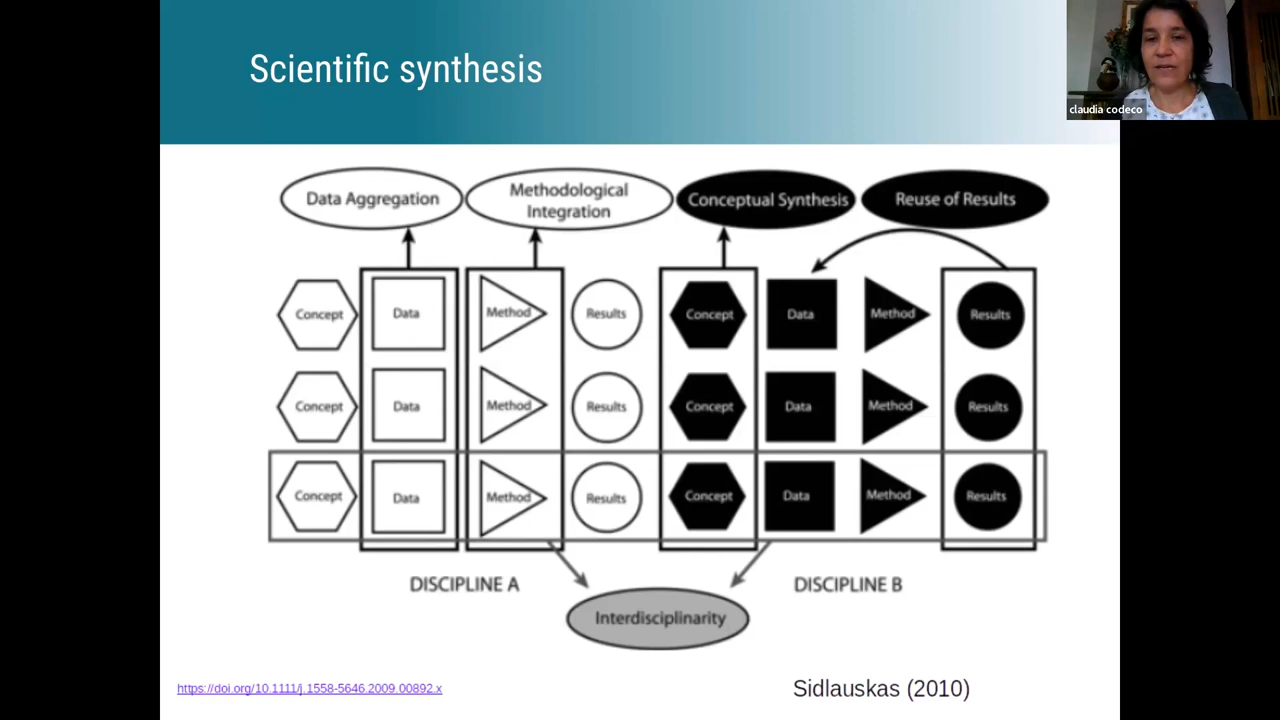 Scientific synthesis
claudia codeco
Data Aggregation
Methodological
Integration
Conceptual Synthesis
Reuse of Results
Concept Data Method Results Concept Data Method Results
Concept Data Method Results Concept Data Method Results
Concept Data Method Results Concept Data Method Results
DISCIPLINE A
DISCIPLINE B
Interdisciplinarity
https://doi.org/10.1111/j.1558-5646.2009.00892.x
Sidlauskas (2010)